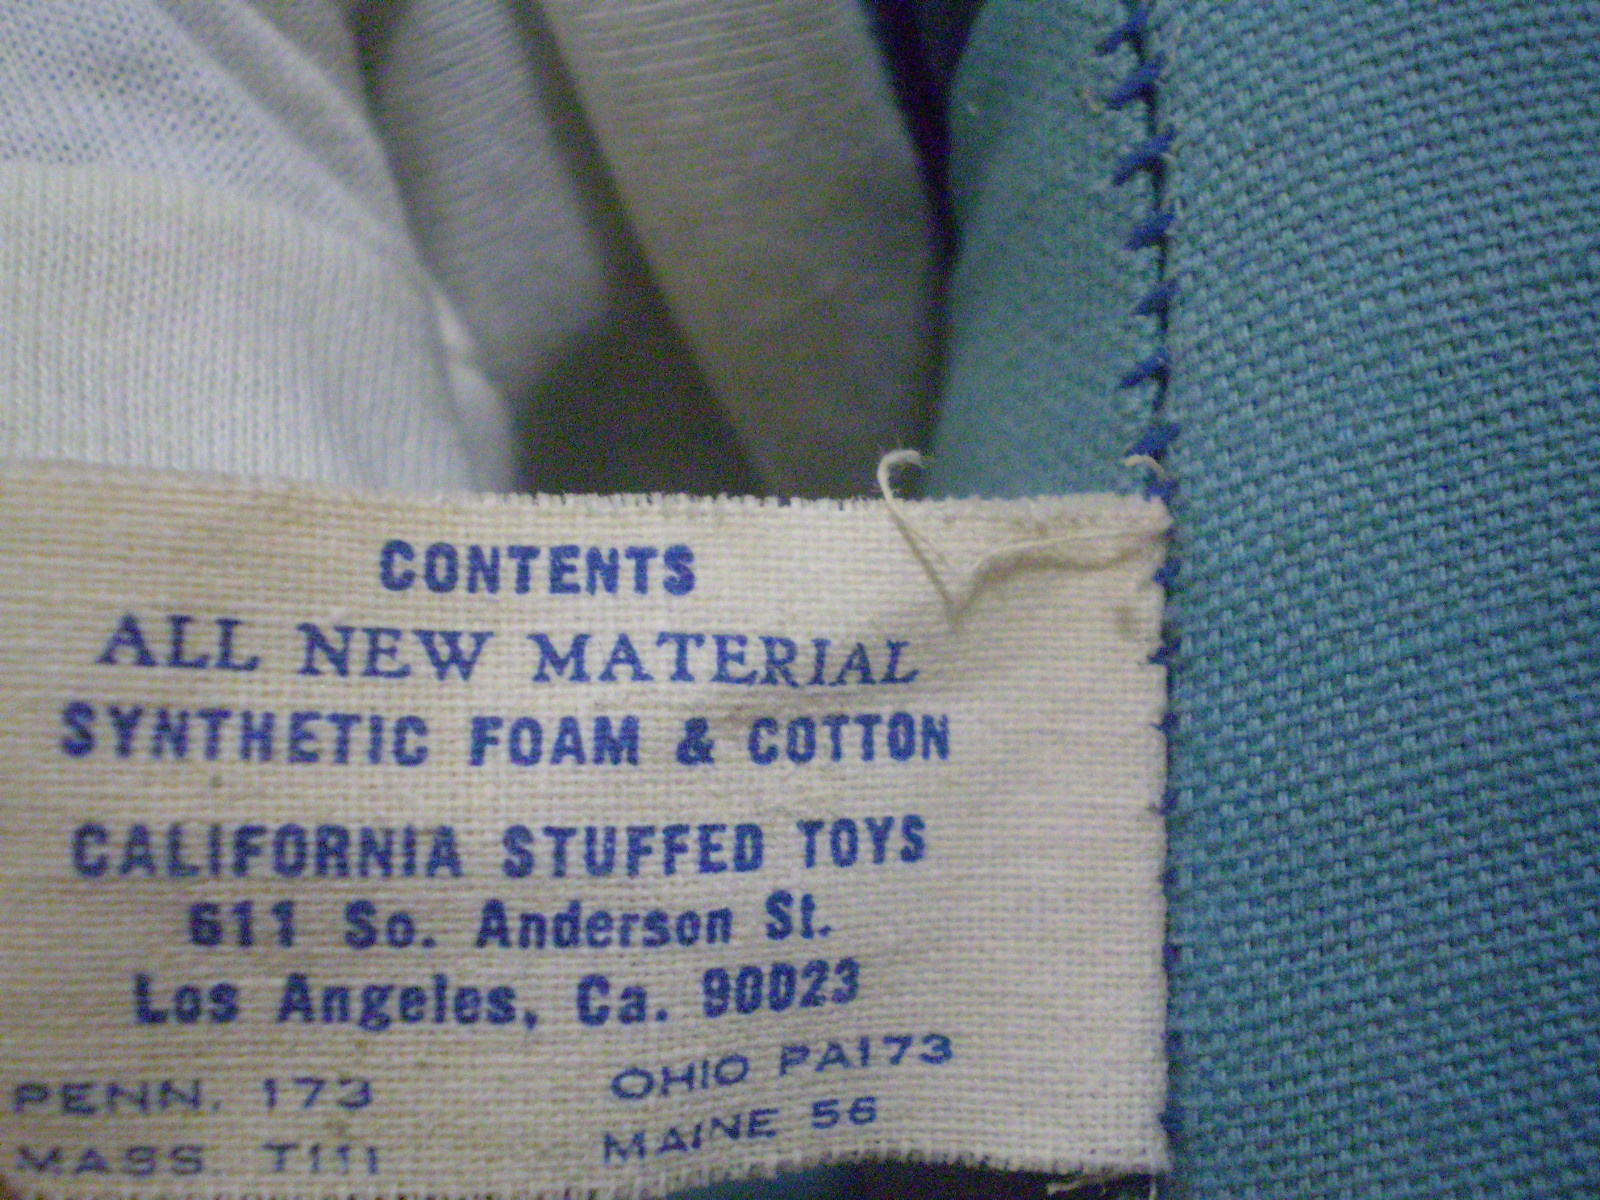 CONTENTS
ALL NEW MATERIAL
SYNTHETIC FOAM & COTTON
CALIFORNIA STUFFED TOYS
611 So. Anderson St.
Los Angeles, Ca. 90023
PENN. 173 OHIO PA173
MASS. T111 MAINE 56